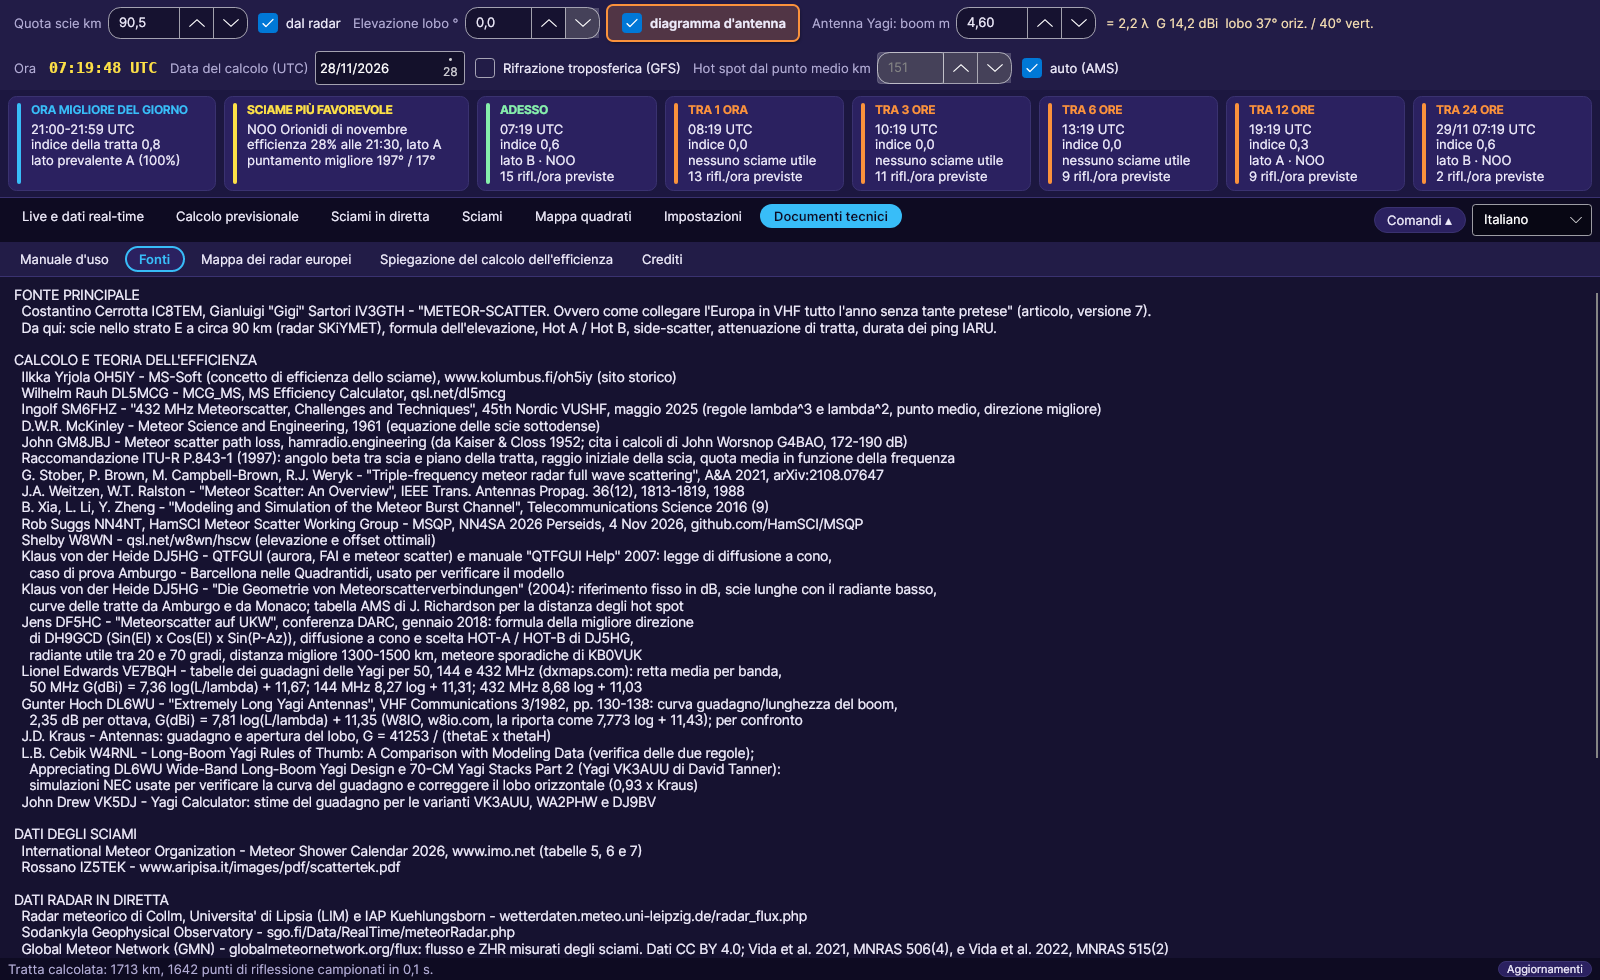 Quota scie km 90,5 dal radar Elevazione lobo ° 0,0 diagramma d'antenna Antenna Yagi: boom m 4,60 = 2,2 λ G 14,2 dBi lobo 37° oriz. / 40° vert.
Ora 07:19:48 UTC Data del calcolo (UTC) 28/11/2026 28 Rifrazione troposferica (GFS) Hot spot dal punto medio km 151 auto (AMS)
ORA MIGLIORE DEL GIORNO
21:00-21:59 UTC
indice della tratta 0,8
lato prevalente A (100%)
SCIAME PIÙ FAVOREVOLE
NOO Orionidi di novembre
efficienza 28% alle 21:30, lato A
puntamento migliore 197° / 17°
ADESSO
07:19 UTC
indice 0,6
lato B · NOO
15 rifl./ora previste
TRA 1 ORA
08:19 UTC
indice 0,0
nessuno sciame utile
13 rifl./ora previste
TRA 3 ORE
10:19 UTC
indice 0,0
nessuno sciame utile
11 rifl./ora previste
TRA 6 ORE
13:19 UTC
indice 0,0
nessuno sciame utile
9 rifl./ora previste
TRA 12 ORE
19:19 UTC
indice 0,3
lato A · NOO
9 rifl./ora previste
TRA 24 ORE
29/11 07:19 UTC
indice 0,6
lato B · NOO
2 rifl./ora previste
Live e dati real-time Calcolo previsionale Sciami in diretta Sciami Mappa quadrati Impostazioni Documenti tecnici Comandi ▴ Italiano
Manuale d'uso Fonti Mappa dei radar europei Spiegazione del calcolo dell'efficienza Crediti
FONTE PRINCIPALE
Costantino Cerrotta IC8TEM, Gianluigi "Gigi" Sartori IV3GTH - "METEOR-SCATTER. Ovvero come collegare l'Europa in VHF tutto l'anno senza tante pretese" (articolo, versione 7).
Da qui: scie nello strato E a circa 90 km (radar SKiYMET), formula dell'elevazione, Hot A / Hot B, side-scatter, attenuazione di tratta, durata dei ping IARU.
CALCOLO E TEORIA DELL'EFFICIENZA
Ilkka Yrjola OH5IY - MS-Soft (concetto di efficienza dello sciame), www.kolumbus.fi/oh5iy (sito storico)
Wilhelm Rauh DL5MCG - MCG_MS, MS Efficiency Calculator, qsl.net/dl5mcg
Ingolf SM6FHZ - "432 MHz Meteorscatter, Challenges and Techniques", 45th Nordic VUSHF, maggio 2025 (regole lambda^3 e lambda^2, punto medio, direzione migliore)
D.W.R. McKinley - Meteor Science and Engineering, 1961 (equazione delle scie sottodense)
John GM8JBJ - Meteor scatter path loss, hamradio.engineering (da Kaiser & Closs 1952; cita i calcoli di John Worsnop G4BAO, 172-190 dB)
Raccomandazione ITU-R P.843-1 (1997): angolo beta tra scia e piano della tratta, raggio iniziale della scia, quota media in funzione della frequenza
G. Stober, P. Brown, M. Campbell-Brown, R.J. Weryk - "Triple-frequency meteor radar full wave scattering", A&A 2021, arXiv:2108.07647
J.A. Weitzen, W.T. Ralston - "Meteor Scatter: An Overview", IEEE Trans. Antennas Propag. 36(12), 1813-1819, 1988
B. Xia, L. Li, Y. Zheng - "Modeling and Simulation of the Meteor Burst Channel", Telecommunications Science 2016 (9)
Rob Suggs NN4NT, HamSCI Meteor Scatter Working Group - MSQP, NN4SA 2026 Perseids, 4 Nov 2026, github.com/HamSCI/MSQP
Shelby W8WN - qsl.net/w8wn/hscw (elevazione e offset ottimali)
Klaus von der Heide DJ5HG - QTFGUI (aurora, FAI e meteor scatter) e manuale "QTFGUI Help" 2007: legge di diffusione a cono,
caso di prova Amburgo - Barcellona nelle Quadrantidi, usato per verificare il modello
Klaus von der Heide DJ5HG - "Die Geometrie von Meteorscatterverbindungen" (2004): riferimento fisso in dB, scie lunghe con il radiante basso,
curve delle tratte da Amburgo e da Monaco; tabella AMS di J. Richardson per la distanza degli hot spot
Jens DF5HC - "Meteorscatter auf UKW", conferenza DARC, gennaio 2018: formula della migliore direzione
di DH9GCD (Sin(El) x Cos(El) x Sin(P-Az)), diffusione a cono e scelta HOT-A / HOT-B di DJ5HG,
radiante utile tra 20 e 70 gradi, distanza migliore 1300-1500 km, meteore sporadiche di KB0VUK
Lionel Edwards VE7BQH - tabelle dei guadagni delle Yagi per 50, 144 e 432 MHz (dxmaps.com): retta media per banda,
50 MHz G(dBi) = 7,36 log(L/lambda) + 11,67; 144 MHz 8,27 log + 11,31; 432 MHz 8,68 log + 11,03
Gunter Hoch DL6WU - "Extremely Long Yagi Antennas", VHF Communications 3/1982, pp. 130-138: curva guadagno/lunghezza del boom,
2,35 dB per ottava, G(dBi) = 7,81 log(L/lambda) + 11,35 (W8IO, w8io.com, la riporta come 7,773 log + 11,43); per confronto
J.D. Kraus - Antennas: guadagno e apertura del lobo, G = 41253 / (thetaE x thetaH)
L.B. Cebik W4RNL - Long-Boom Yagi Rules of Thumb: A Comparison with Modeling Data (verifica delle due regole);
Appreciating DL6WU Wide-Band Long-Boom Yagi Design e 70-CM Yagi Stacks Part 2 (Yagi VK3AUU di David Tanner):
simulazioni NEC usate per verificare la curva del guadagno e correggere il lobo orizzontale (0,93 x Kraus)
John Drew VK5DJ - Yagi Calculator: stime del guadagno per le varianti VK3AUU, WA2PHW e DJ9BV
DATI DEGLI SCIAMI
International Meteor Organization - Meteor Shower Calendar 2026, www.imo.net (tabelle 5, 6 e 7)
Rossano IZ5TEK - www.aripisa.it/images/pdf/scattertek.pdf
DATI RADAR IN DIRETTA
Radar meteorico di Collm, Universita' di Lipsia (LIM) e IAP Kuehlungsborn - wetterdaten.meteo.uni-leipzig.de/radar_flux.php
Sodankyla Geophysical Observatory - sgo.fi/Data/RealTime/meteorRadar.php
Global Meteor Network (GMN) - globalmeteornetwork.org/flux: flusso e ZHR misurati degli sciami. Dati CC BY 4.0; Vida et al. 2021, MNRAS 506(4), e Vida et al. 2022, MNRAS 515(2)
Tratta calcolata: 1713 km, 1642 punti di riflessione campionati in 0,1 s. Aggiornamenti